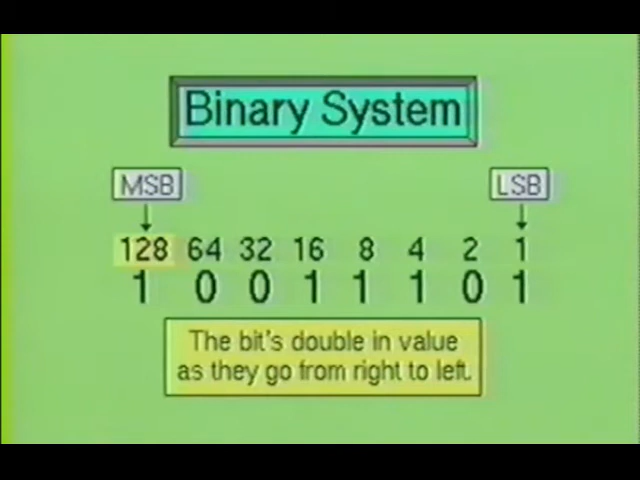 Binary System
MSB LSB
128 64 32 16 8 4 2 1
1 0 0 1 1 1 0 1
The bit's double in value
as they go from right to left.